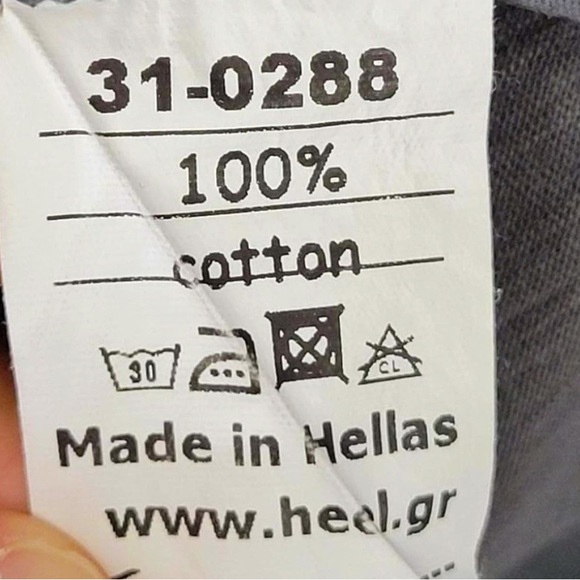 31-0288
100%
cotton
30 CL
Made in Hellas
www.heel.gr